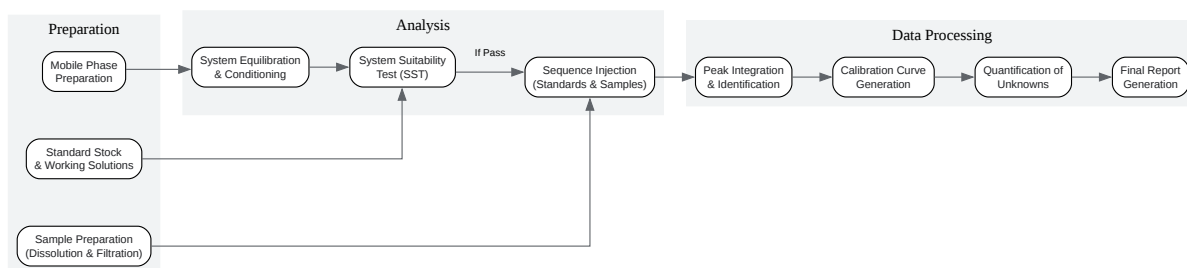 Preparation
Mobile Phase
Preparation
Standard Stock
& Working Solutions
Sample Preparation
(Dissolution & Filtration)
Analysis
System Equilibration
& Conditioning
System Suitability
Test (SST)
If Pass
Sequence Injection
(Standards & Samples)
Data Processing
Peak Integration
& Identification
Calibration Curve
Generation
Quantification of
Unknowns
Final Report
Generation